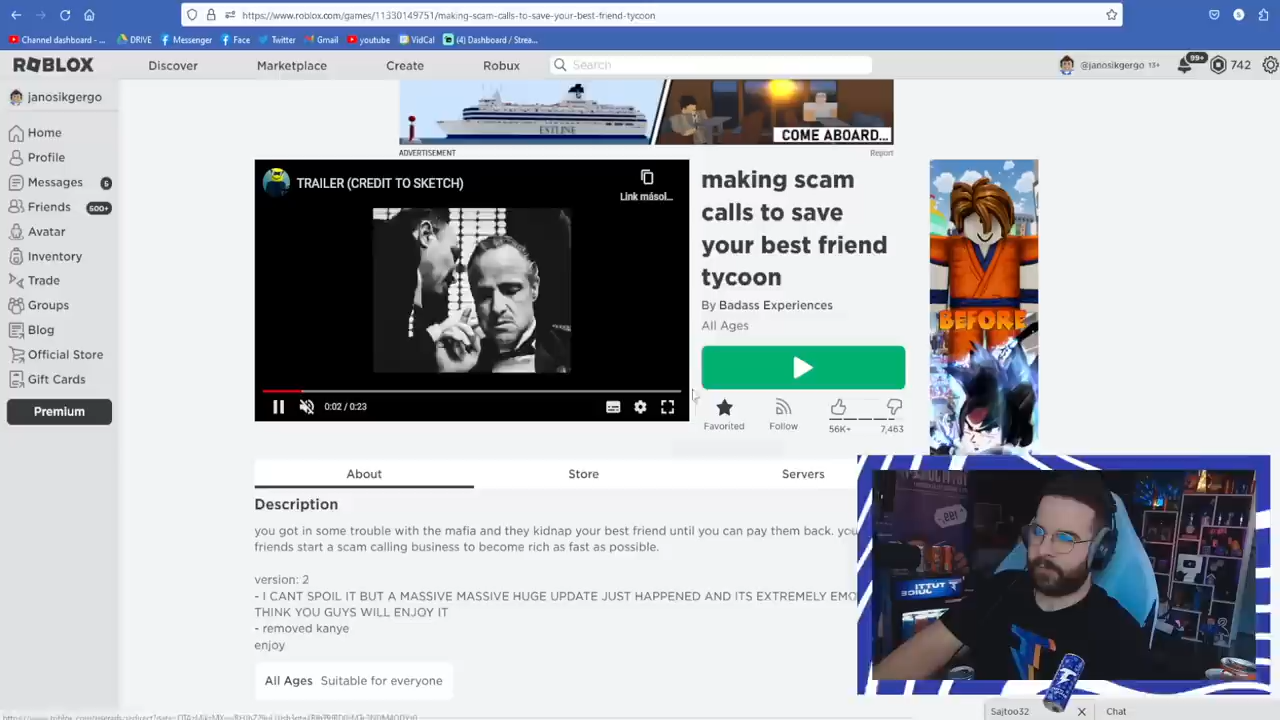 https://www.roblox.com/games/11330149751/making-scam-calls-to-save-your-best-friend-tycoon
Channel dashboard - ...
DRIVE
Messenger
Face
Twitter
Gmail
youtube
VidCal
(4) Dashboard / Strea...
ROBLOX
Discover
Marketplace
Create
Robux
Search
@janosikgergo 13+
99+
742
janosikgergo
Home
Profile
Messages 5
Friends 500+
Avatar
Inventory
Trade
Groups
Blog
Official Store
Gift Cards
Premium
ESTLINE
COME ABOARD...
ADVERTISEMENT
Report
TRAILER (CREDIT TO SKETCH)
Link másol...
0:02 / 0:23
making scam
calls to save
your best friend
tycoon
By Badass Experiences
All Ages
Favorited
Follow
56K+
7,463
BEFORE
About
Store
Servers
Description
you got in some trouble with the mafia and they kidnap your best friend until you can pay them back. you
friends start a scam calling business to become rich as fast as possible.
version: 2
- I CANT SPOIL IT BUT A MASSIVE MASSIVE HUGE UPDATE JUST HAPPENED AND ITS EXTREMELY EMO
THINK YOU GUYS WILL ENJOY IT
- removed kanye
enjoy
All Ages Suitable for everyone
TUTTI
JUICE
Sajtoo32
Chat